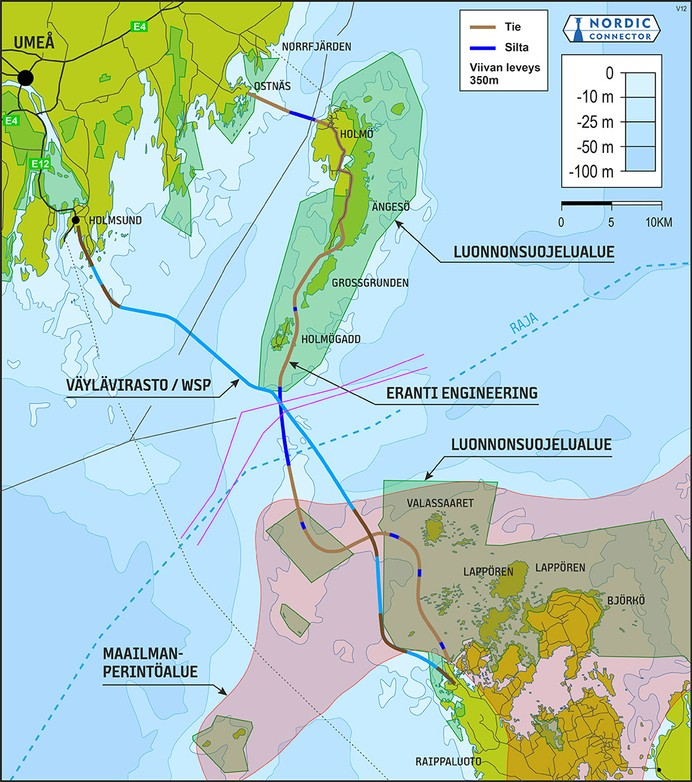 V12
E4
UMEÅ
NORRFJÄRDEN
Tie
Silta
Viivan leveys
350m
NORDIC
CONNECTOR
0
-10 m
-25 m
-50 m
-100 m
0 5 10KM
ÖSTNÄS
E4
HOLMÖ
E12
HOLMSUND
ÄNGESÖ
LUONNONSUOJELUALUE
GROSSGRUNDEN
RAJA
HOLMÖGADD
VÄYLÄVIRASTO / WSP
ERANTI ENGINEERING
LUONNONSUOJELUALUE
VALASSAARET
LAPPÖREN
LAPPÖREN
BJÖRKÖ
MAAILMAN-
PERINTÖALUE
RAIPPALUOTO